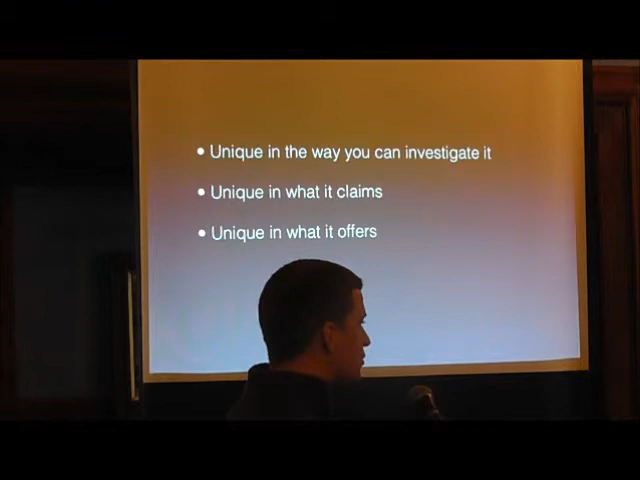 • Unique in the way you can investigate it
• Unique in what it claims
• Unique in what it offers